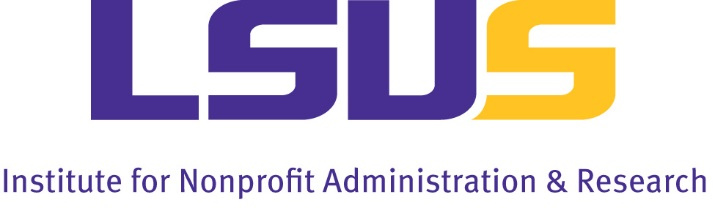 LSUS
Institute for Nonprofit Administration & Research